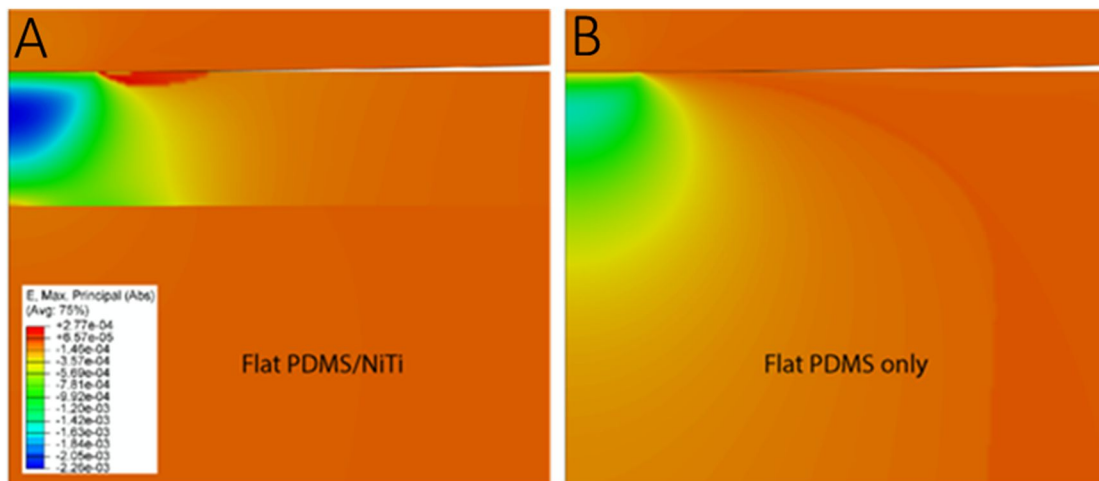 A
B
E, Max. Principal (Abs)
(Avg: 75%)
+2.77e-04
+6.57e-05
-1.46e-04
-3.57e-04
-5.69e-04
-7.81e-04
-9.92e-04
-1.20e-03
-1.42e-03
-1.63e-03
-1.84e-03
-2.05e-03
-2.26e-03
Flat PDMS/NiTi
Flat PDMS only